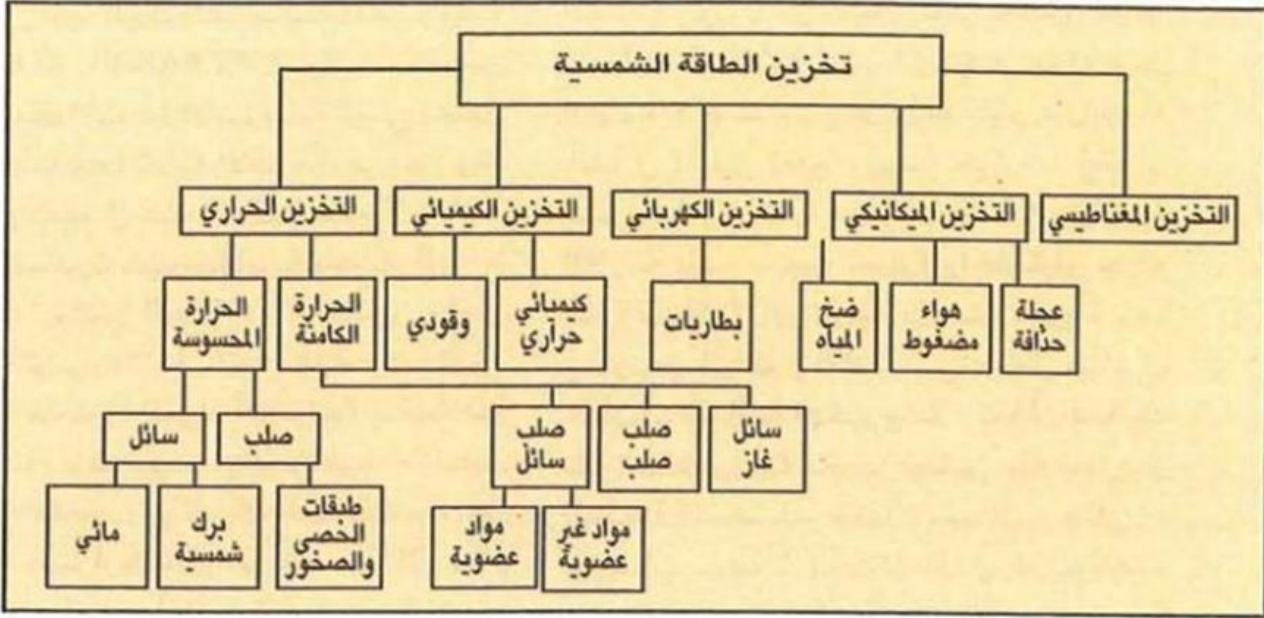 تخزين الطاقة الشمسية
التخزين المغناطيسي
التخزين الميكانيكي
التخزين الكهربائي
التخزين الكيميائي
التخزين الحراري
عجلة
حذافة
هواء
مضغوط
ضخ
المياه
بطاريات
كيميائي
حراري
وقودي
الحرارة
الكامنة
الحرارة
المحسوسة
سائل
غاز
صلب
صلب
صلب
سائل
صلب
سائل
مواد غير
عضوية
مواد
عضوية
طبقات
الخصى
والصخور
برك
شمسية
مائي